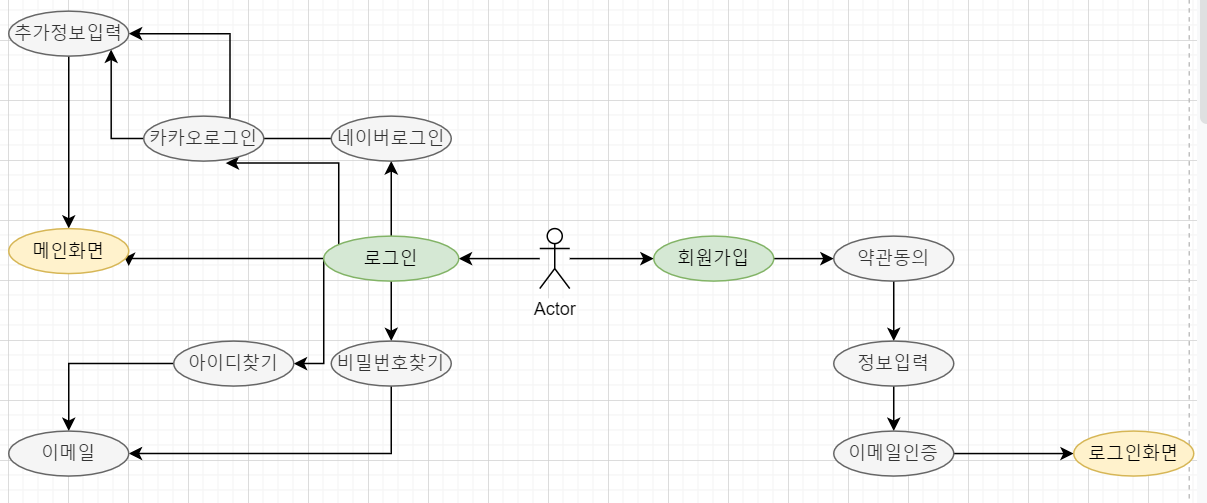 추가정보입력
카카오로그인
네이버로그인
메인화면
로그인
Actor
회원가입
약관동의
아이디찾기
비밀번호찾기
정보입력
이메일
이메일인증
로그인화면